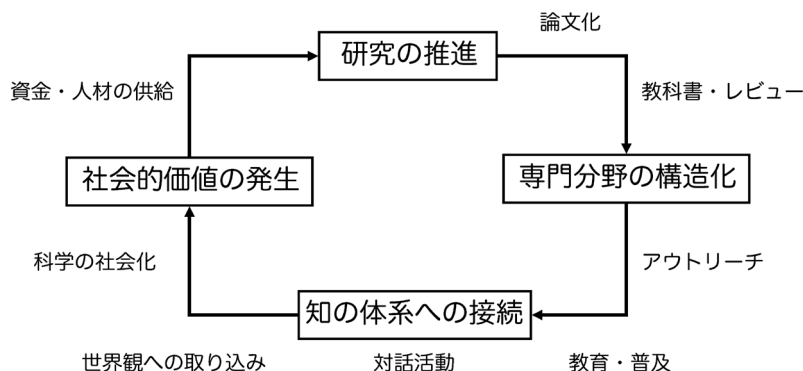 論文化
研究の推進
資金・人材の供給
教科書・レビュー
社会的価値の発生
専門分野の構造化
科学の社会化
アウトリーチ
知の体系への接続
世界観への取り込み
対話活動
教育・普及